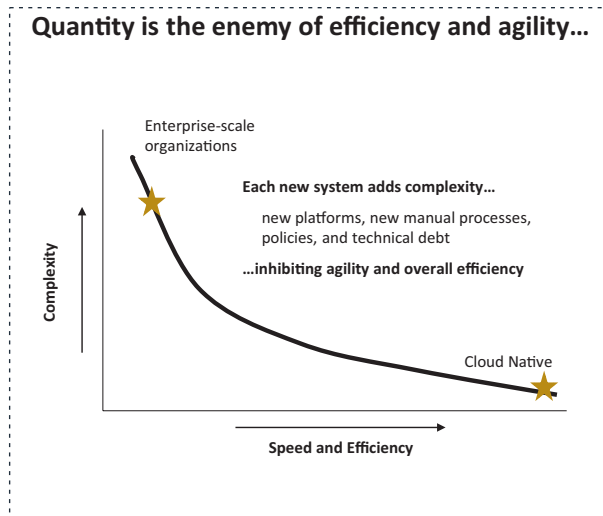 Quantity is the enemy of efficiency and agility…
Enterprise-scale
organizations
Each new system adds complexity…
new platforms, new manual processes,
policies, and technical debt
…inhibiting agility and overall efficiency
Complexity
Cloud Native
Speed and Efficiency